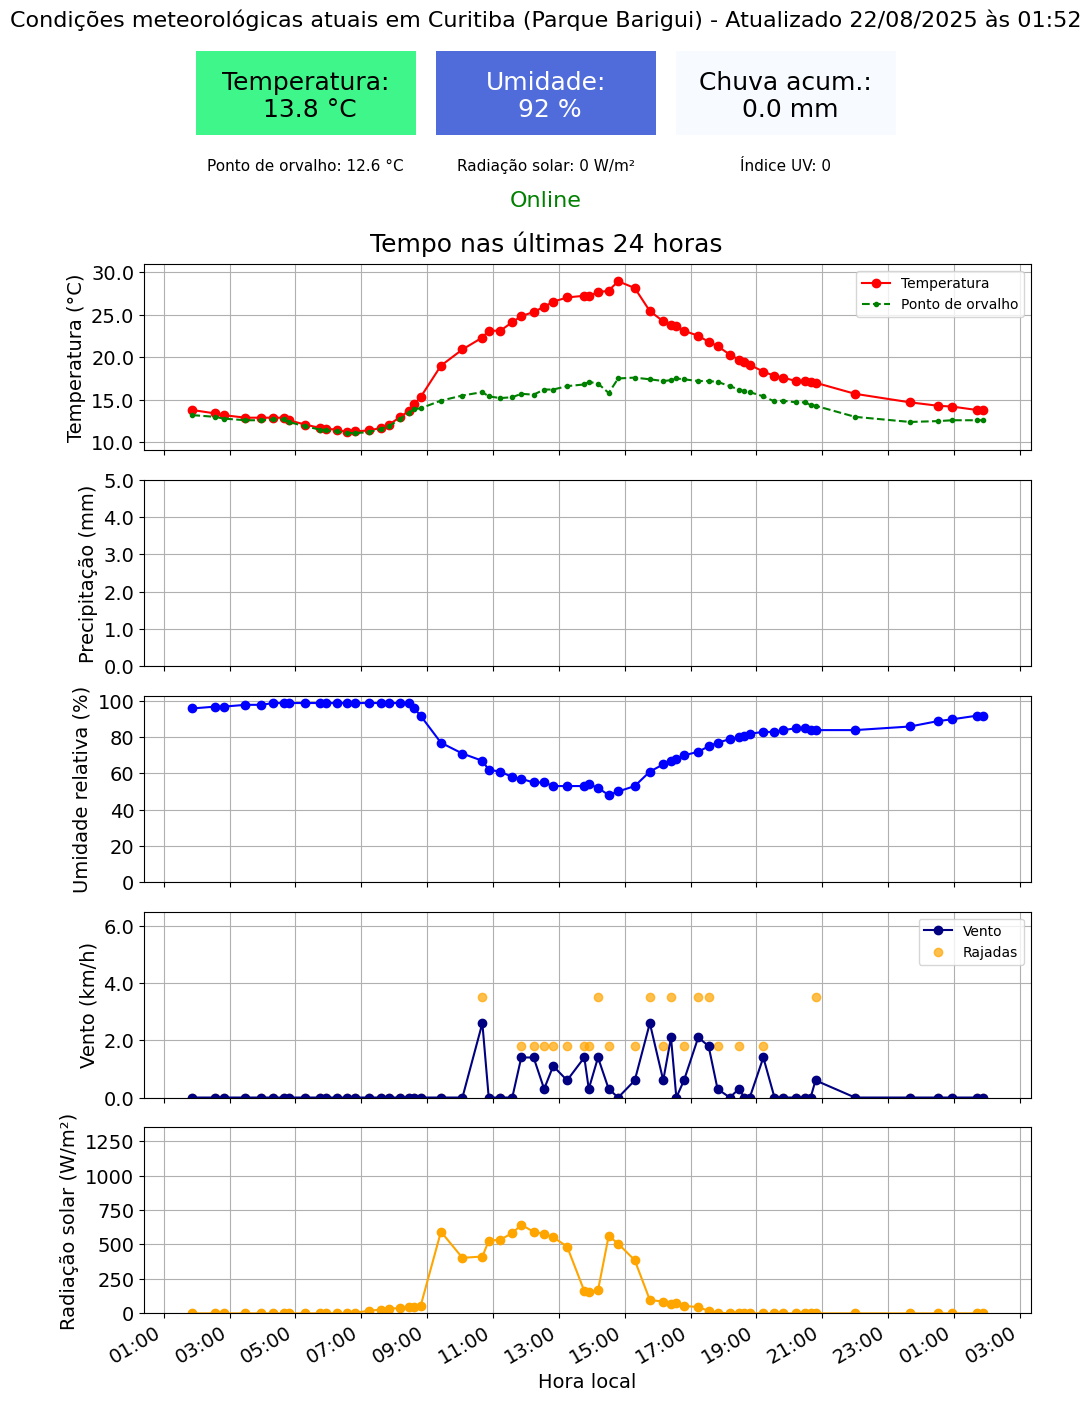 Condições meteorológicas atuais em Curitiba (Parque Barigui) - Atualizado 22/08/2025 às 01:52
Temperatura:
13.8 °C
Umidade:
92 %
Chuva acum.:
0.0 mm
Ponto de orvalho: 12.6 °C
Radiação solar: 0 W/m²
Índice UV: 0
Online
Tempo nas últimas 24 horas
Temperatura (°C)
30.0
25.0
20.0
15.0
10.0
Temperatura
Ponto de orvalho
Precipitação (mm)
5.0
4.0
3.0
2.0
1.0
0.0
Umidade relativa (%)
100
80
60
40
20
0
Vento (km/h)
6.0
4.0
2.0
0.0
Vento
Rajadas
Radiação solar (W/m²)
1250
1000
750
500
250
0
01:00
03:00
05:00
07:00
09:00
11:00
13:00
15:00
17:00
19:00
21:00
23:00
01:00
03:00
Hora local